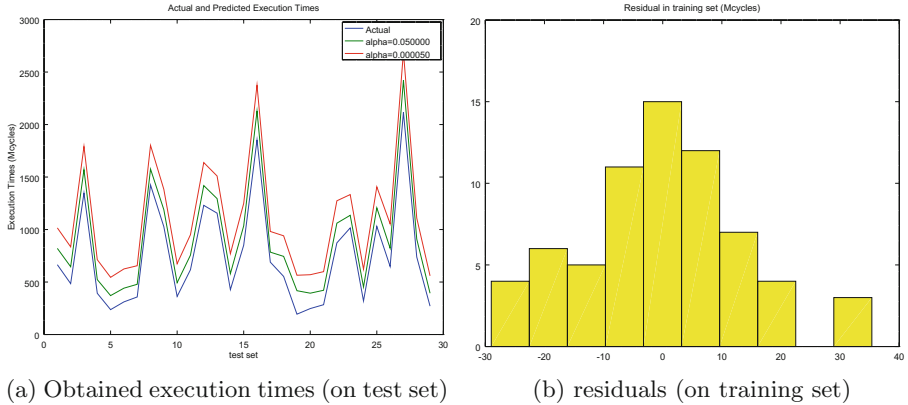 Actual and Predicted Execution Times
Actual
alpha=0.050000
alpha=0.000050
Execution Times (Mcycles)
3000
2500
2000
1500
1000
500
0
0 5 10 15 20 25 30
test set
Residual in training set (Mcycles)
20
15
10
5
0
-30 -20 -10 0 10 20 30 40
(a) Obtained execution times (on test set)
(b) residuals (on training set)